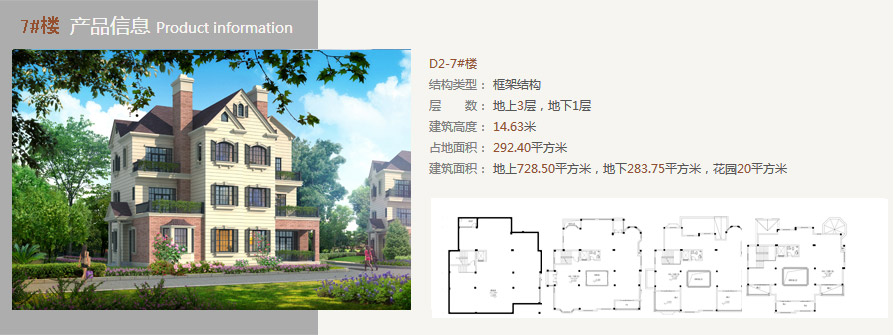 7#楼 产品信息 Product information
D2-7#楼
结构类型： 框架结构
层　　数： 地上3层，地下1层
建筑高度： 14.63米
占地面积： 292.40平方米
建筑面积： 地上728.50平方米，地下283.75平方米，花园20平方米